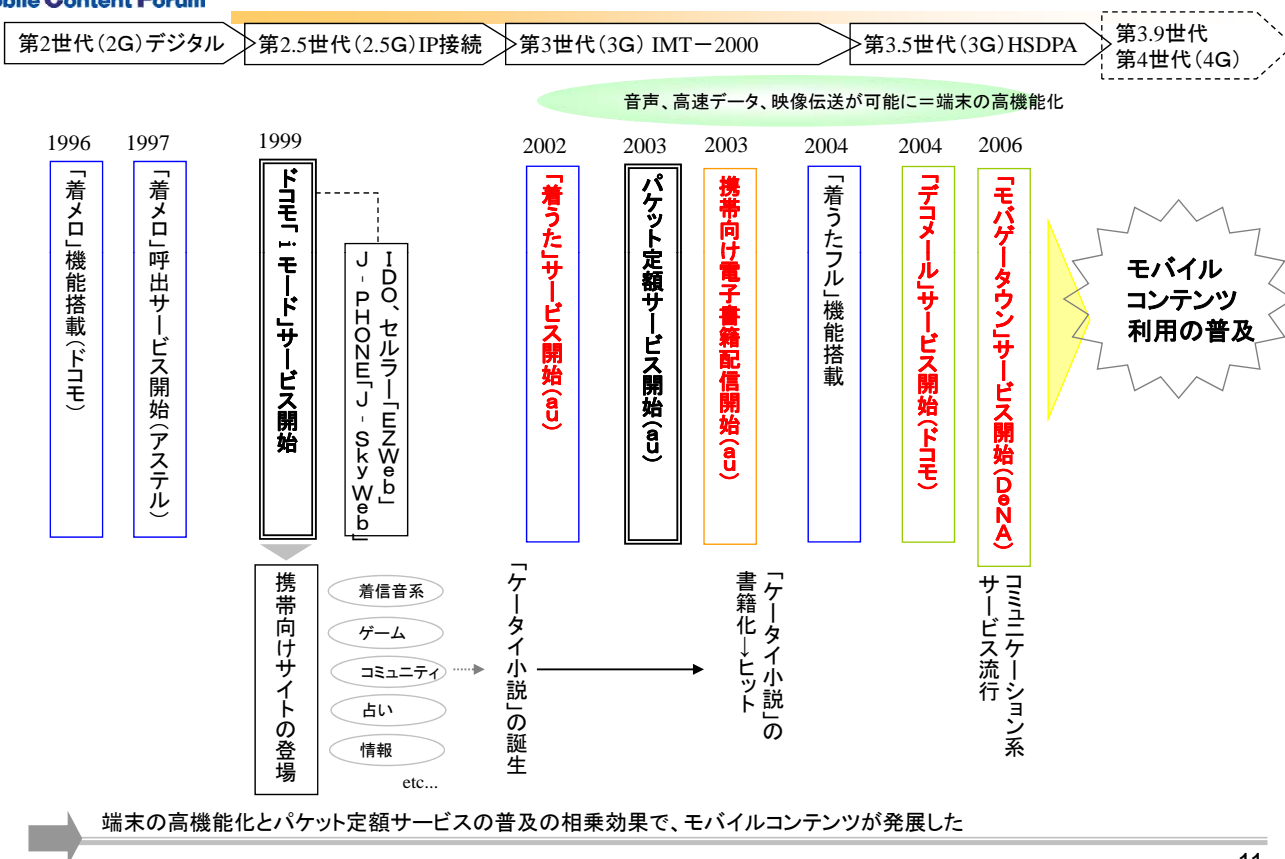 Mobile Content Forum
第2世代（2G）デジタル
第2.5世代（2.5G）IP接続
第3世代（3G） IMT－2000
第3.5世代（3G）HSDPA
第3.9世代
第4世代（4G）
音声、高速データ、映像伝送が可能に＝端末の高機能化
1996
「着メロ」機能搭載（ドコモ）
1997
「着メロ」呼出サービス開始（アステル）
1999
ドコモ「iモード」サービス開始
IDO、セルラー「EZWeb」
J-PHONE「J-SkyWeb」
2002
「着うた」サービス開始（au）
2003
パケット定額サービス開始（au）
2003
携帯向け電子書籍配信開始（au）
2004
「着うたフル」機能搭載
2004
「デコメール」サービス開始（ドコモ）
2006
「モバゲータウン」サービス開始（DeNA）
モバイル
コンテンツ
利用の普及
携帯向けサイトの登場
着信音系
ゲーム
コミュニティ
占い
情報
etc...
「ケータイ小説」の誕生
「ケータイ小説」の
書籍化→ヒット
コミュニケーション系
サービス流行
端末の高機能化とパケット定額サービスの普及の相乗効果で、モバイルコンテンツが発展した
11